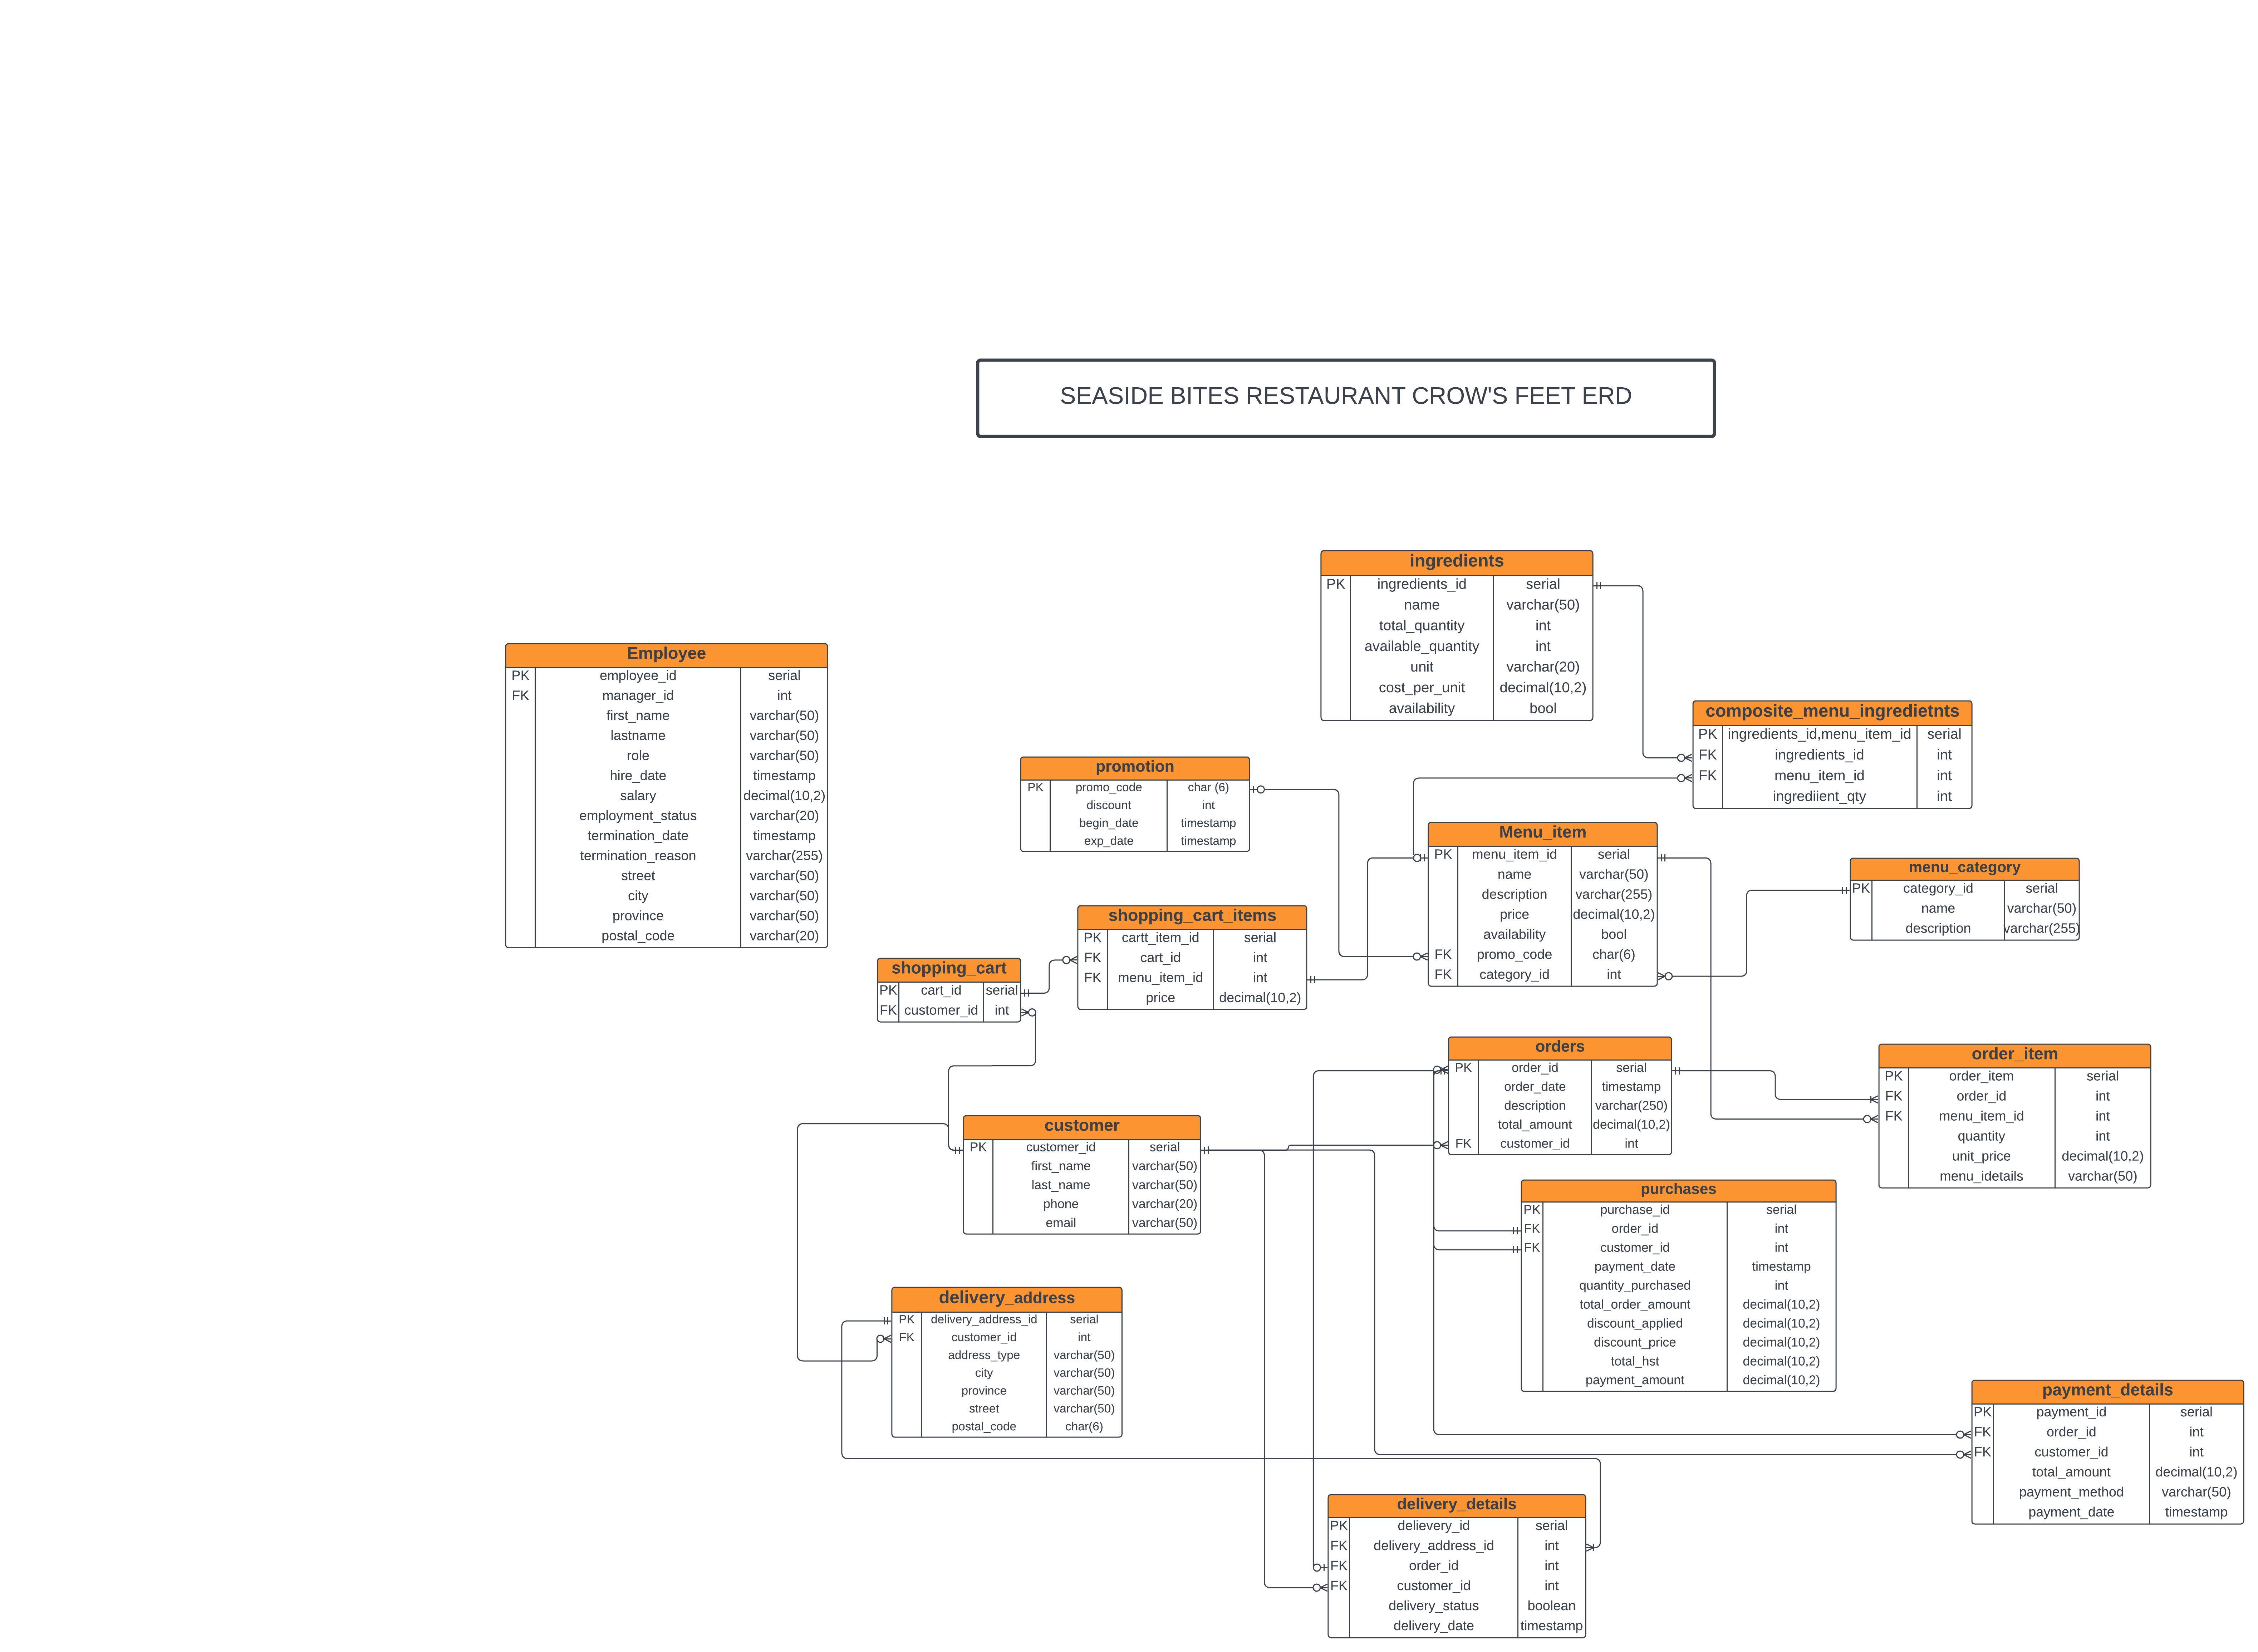 SEASIDE BITES RESTAURANT CROW'S FEET ERD
ingredients
PK ingredients_id serial
name varchar(50)
total_quantity int
available_quantity int
unit varchar(20)
cost_per_unit decimal(10,2)
availability bool
Employee
PK employee_id serial
FK manager_id int
first_name varchar(50)
lastname varchar(50)
role varchar(50)
hire_date timestamp
salary decimal(10,2)
employment_status varchar(20)
termination_date timestamp
termination_reason varchar(255)
street varchar(50)
city varchar(50)
province varchar(50)
postal_code varchar(20)
composite_menu_ingredietnts
PK ingredients_id,menu_item_id serial
FK ingredients_id int
FK menu_item_id int
ingrediient_qty int
promotion
PK promo_code char (6)
discount int
begin_date timestamp
exp_date timestamp
Menu_item
PK menu_item_id serial
name varchar(50)
description varchar(255)
price decimal(10,2)
availability bool
FK promo_code char(6)
FK category_id int
menu_category
PK category_id serial
name varchar(50)
description varchar(255)
shopping_cart_items
PK cartt_item_id serial
FK cart_id int
FK menu_item_id int
price decimal(10,2)
shopping_cart
PK cart_id serial
FK customer_id int
orders
PK order_id serial
order_date timestamp
description varchar(250)
total_amount decimal(10,2)
FK customer_id int
order_item
PK order_item serial
FK order_id int
FK menu_item_id int
quantity int
unit_price decimal(10,2)
menu_idetails varchar(50)
customer
PK customer_id serial
first_name varchar(50)
last_name varchar(50)
phone varchar(20)
email varchar(50)
purchases
PK purchase_id serial
FK order_id int
FK customer_id int
payment_date timestamp
quantity_purchased int
total_order_amount decimal(10,2)
discount_applied decimal(10,2)
discount_price decimal(10,2)
total_hst decimal(10,2)
payment_amount decimal(10,2)
delivery_address
PK delivery_address_id serial
FK customer_id int
address_type varchar(50)
city varchar(50)
province varchar(50)
street varchar(50)
postal_code char(6)
payment_details
PK payment_id serial
FK order_id int
FK customer_id int
total_amount decimal(10,2)
payment_method varchar(50)
payment_date timestamp
delivery_details
PK delievery_id serial
FK delivery_address_id int
FK order_id int
FK customer_id int
delivery_status boolean
delivery_date timestamp